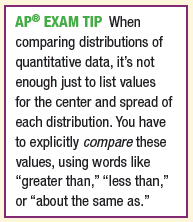 AP® EXAM TIP When
comparing distributions of
quantitative data, it’s not
enough just to list values
for the center and spread of
each distribution. You have
to explicitly compare these
values, using words like
“greater than,” “less than,”
or “about the same as.”